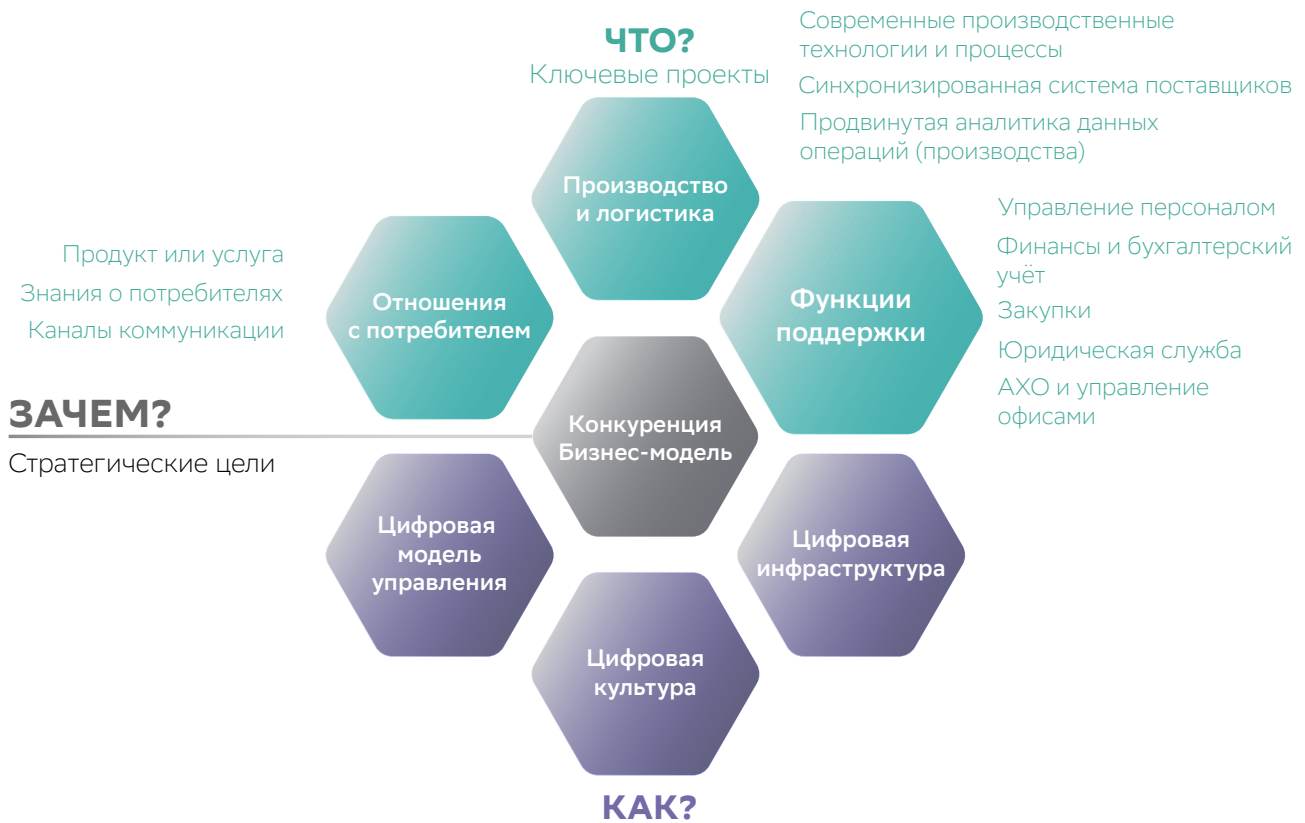 ЧТО?
Ключевые проекты
Современные производственные
технологии и процессы
Синхронизированная система поставщиков
Продвинутая аналитика данных
операций (производства)
Производство
и логистика
Продукт или услуга
Знания о потребителях
Каналы коммуникации
Отношения
с потребителем
Функции
поддержки
Управление персоналом
Финансы и бухгалтерский
учёт
Закупки
Юридическая служба
АХО и управление
офисами
ЗАЧЕМ?
Стратегические цели
Конкуренция
Бизнес-модель
Цифровая
модель
управления
Цифровая
инфраструктура
Цифровая
культура
КАК?